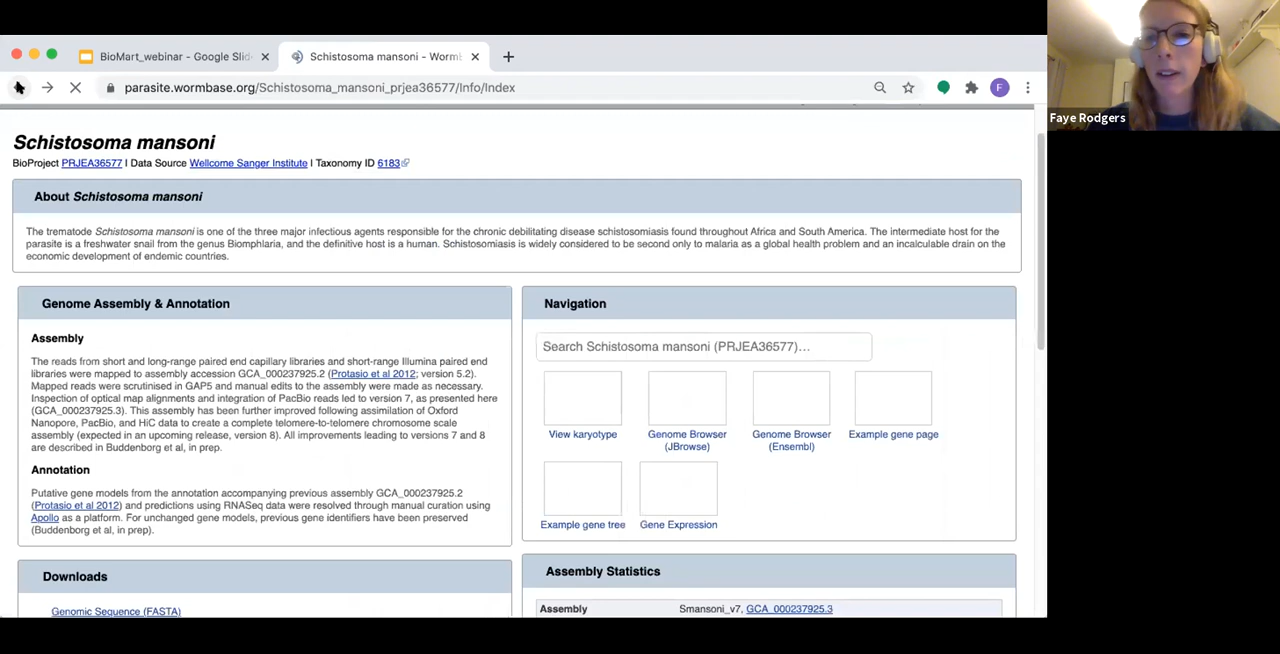 BioMart_webinar - Google Slid
Schistosoma mansoni - Worm
parasite.wormbase.org/Schistosoma_mansoni_prjea36577/Info/Index
F
Faye Rodgers
Schistosoma mansoni
BioProject PRJEA36577 | Data Source Wellcome Sanger Institute | Taxonomy ID 6183
About Schistosoma mansoni
The trematode Schistosoma mansoni is one of the three major infectious agents responsible for the chronic debilitating disease schistosomiasis found throughout Africa and South America. The intermediate host for the
parasite is a freshwater snail from the genus Biomphlaria, and the definitive host is a human. Schistosomiasis is widely considered to be second only to malaria as a global health problem and an incalculable drain on the
economic development of endemic countries.
Genome Assembly & Annotation
Assembly
The reads from short and long-range paired end capillary libraries and short-range Illumina paired end
libraries were mapped to assembly accession GCA_000237925.2 (Protasio et al 2012; version 5.2).
Mapped reads were scrutinised in GAP5 and manual edits to the assembly were made as necessary.
Inspection of optical map alignments and integration of PacBio reads led to version 7, as presented here
(GCA_000237925.3). This assembly has been further improved following assimilation of Oxford
Nanopore, PacBio, and HiC data to create a complete telomere-to-telomere chromosome scale
assembly (expected in an upcoming release, version 8). All improvements leading to versions 7 and 8
are described in Buddenborg et al, in prep.
Annotation
Putative gene models from the annotation accompanying previous assembly GCA_000237925.2
(Protasio et al 2012) and predictions using RNASeq data were resolved through manual curation using
Apollo as a platform. For unchanged gene models, previous gene identifiers have been preserved
(Buddenborg et al, in prep).
Downloads
Genomic Sequence (FASTA)
Navigation
Search Schistosoma mansoni (PRJEA36577)…
View karyotype
Genome Browser
(JBrowse)
Genome Browser
(Ensembl)
Example gene page
Example gene tree
Gene Expression
Assembly Statistics
Assembly Smansoni_v7, GCA_000237925.3